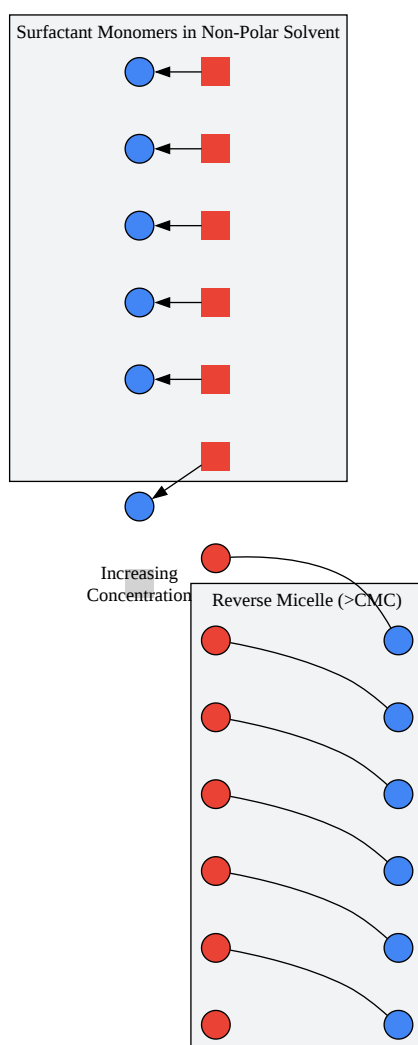 Surfactant Monomers in Non-Polar Solvent
Increasing
Concentration
Reverse Micelle (>CMC)